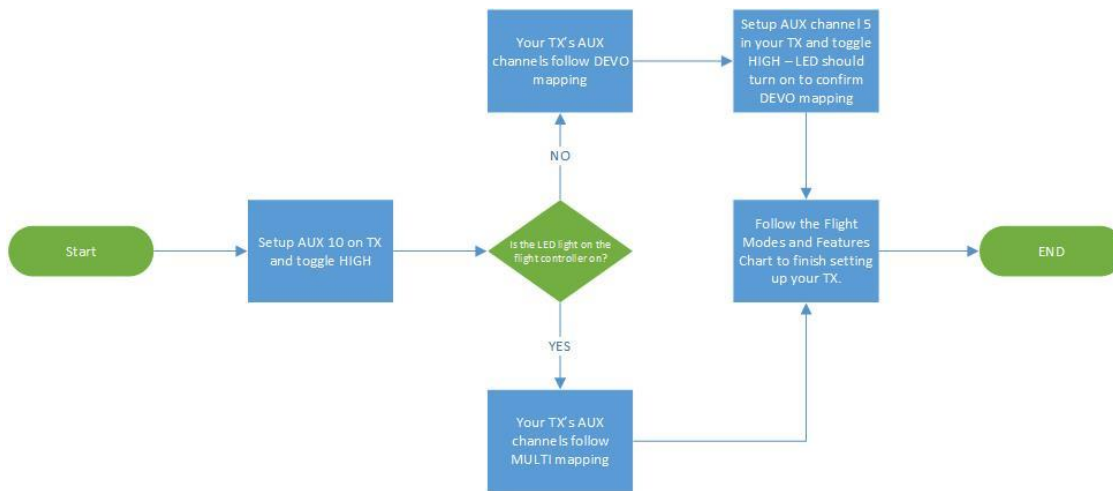 Start
Setup AUX 10 on TX
and toggle HIGH
Is the LED light on the
flight controller on?
NO
Your TX's AUX
channels follow DEVO
mapping
Setup AUX channel 5
in your TX and toggle
HIGH – LED should
turn on to confirm
DEVO mapping
YES
Your TX's AUX
channels follow
MULTI mapping
Follow the Flight
Modes and Features
Chart to finish setting
up your TX.
END